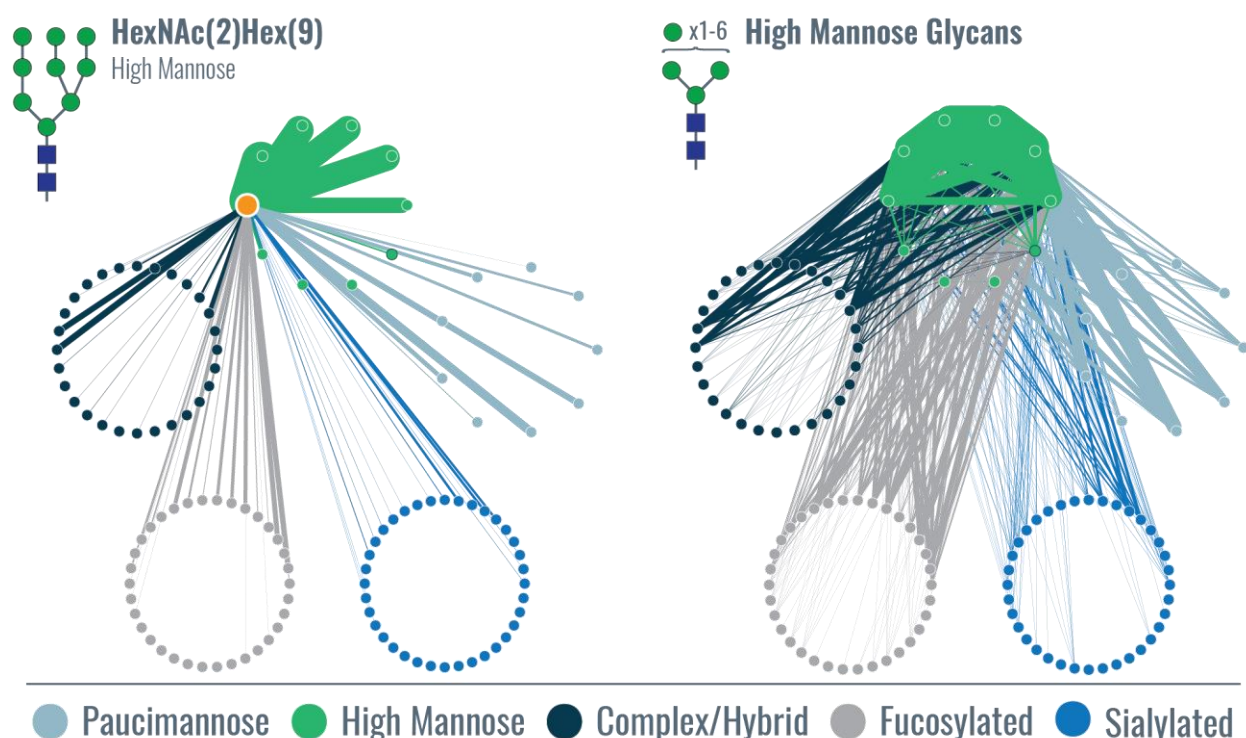 HexNAc(2)Hex(9)
High Mannose
x1-6 High Mannose Glycans
Paucimannose High Mannose Complex/Hybrid Fucosylated Sialylated